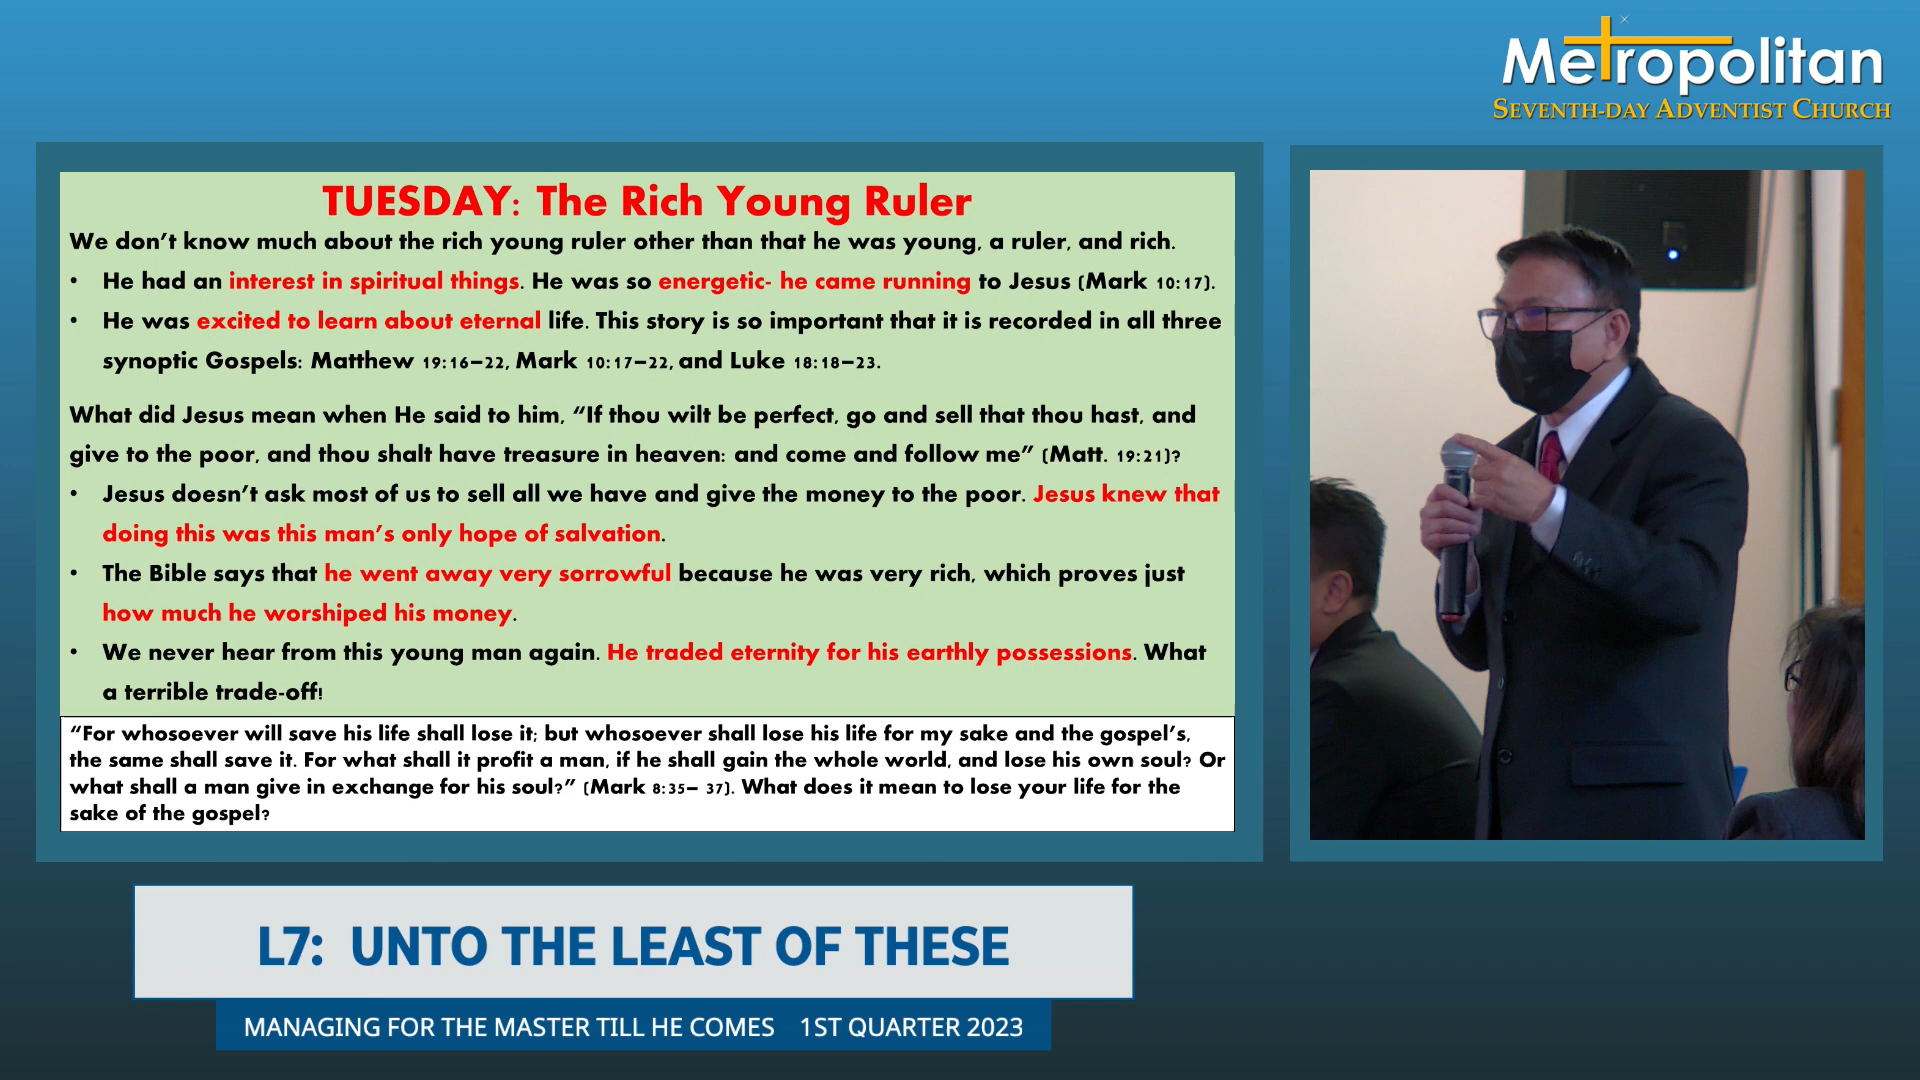 Metropolitan
SEVENTH-DAY ADVENTIST CHURCH
TUESDAY: The Rich Young Ruler
We don't know much about the rich young ruler other than that he was young, a ruler, and rich.
• He had an interest in spiritual things. He was so energetic- he came running to Jesus (Mark 10:17).
• He was excited to learn about eternal life. This story is so important that it is recorded in all three
synoptic Gospels: Matthew 19:16–22, Mark 10:17–22, and Luke 18:18–23.
What did Jesus mean when He said to him, “If thou wilt be perfect, go and sell that thou hast, and
give to the poor, and thou shalt have treasure in heaven: and come and follow me” (Matt. 19:21)?
• Jesus doesn't ask most of us to sell all we have and give the money to the poor. Jesus knew that
doing this was this man's only hope of salvation.
• The Bible says that he went away very sorrowful because he was very rich, which proves just
how much he worshiped his money.
• We never hear from this young man again. He traded eternity for his earthly possessions. What
a terrible trade-off!
“For whosoever will save his life shall lose it; but whosoever shall lose his life for my sake and the gospel's,
the same shall save it. For what shall it profit a man, if he shall gain the whole world, and lose his own soul? Or
what shall a man give in exchange for his soul?” (Mark 8:35– 37). What does it mean to lose your life for the
sake of the gospel?
L7: UNTO THE LEAST OF THESE
MANAGING FOR THE MASTER TILL HE COMES 1ST QUARTER 2023